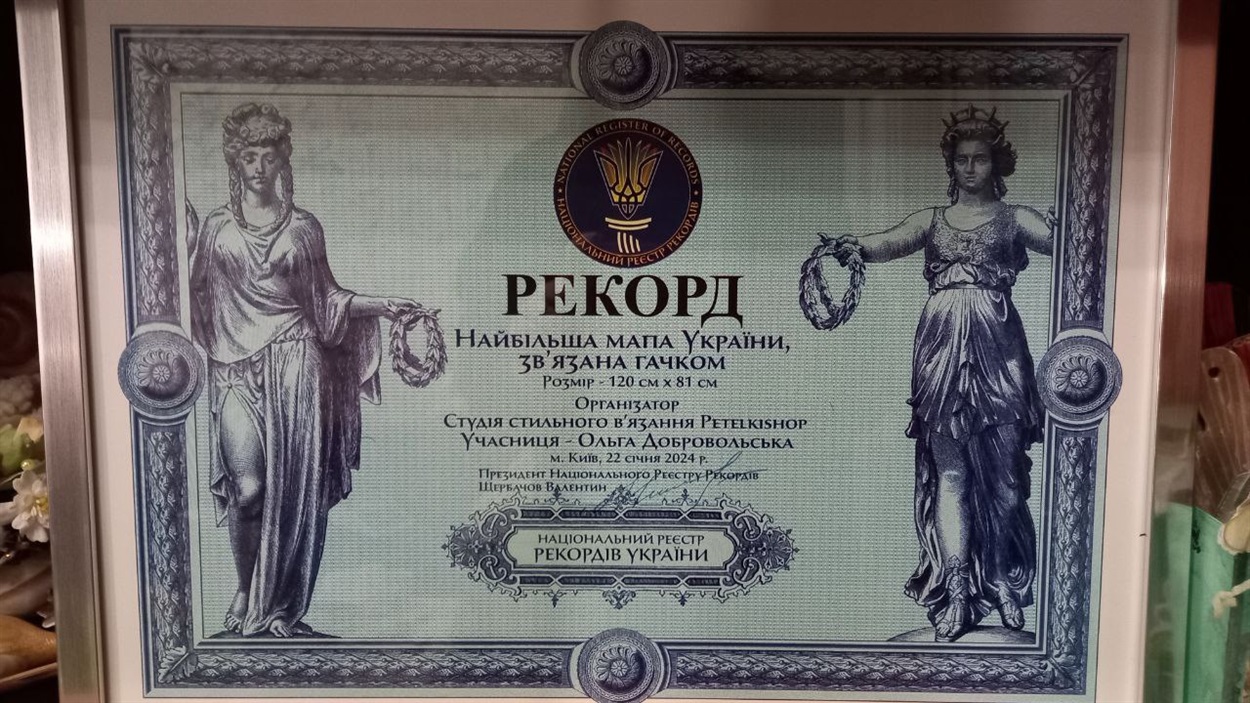 NATIONAL REGISTER OF RECORDS
НАЦІОНАЛЬНИЙ РЕЄСТР РЕКОРДІВ
РЕКОРД
Найбільша мапа України,
зв'язана гачком
Розмір - 120 см х 81 см
Організатор
Студія стильного в'язання Petelkishop
Учасниця - Ольга Добровольська
м. Київ, 22 січня 2024 р.
Президент Національного Реєстру Рекордів
Щербачов Валентин
НАЦІОНАЛЬНИЙ РЕЄСТР
РЕКОРДІВ УКРАЇНИ